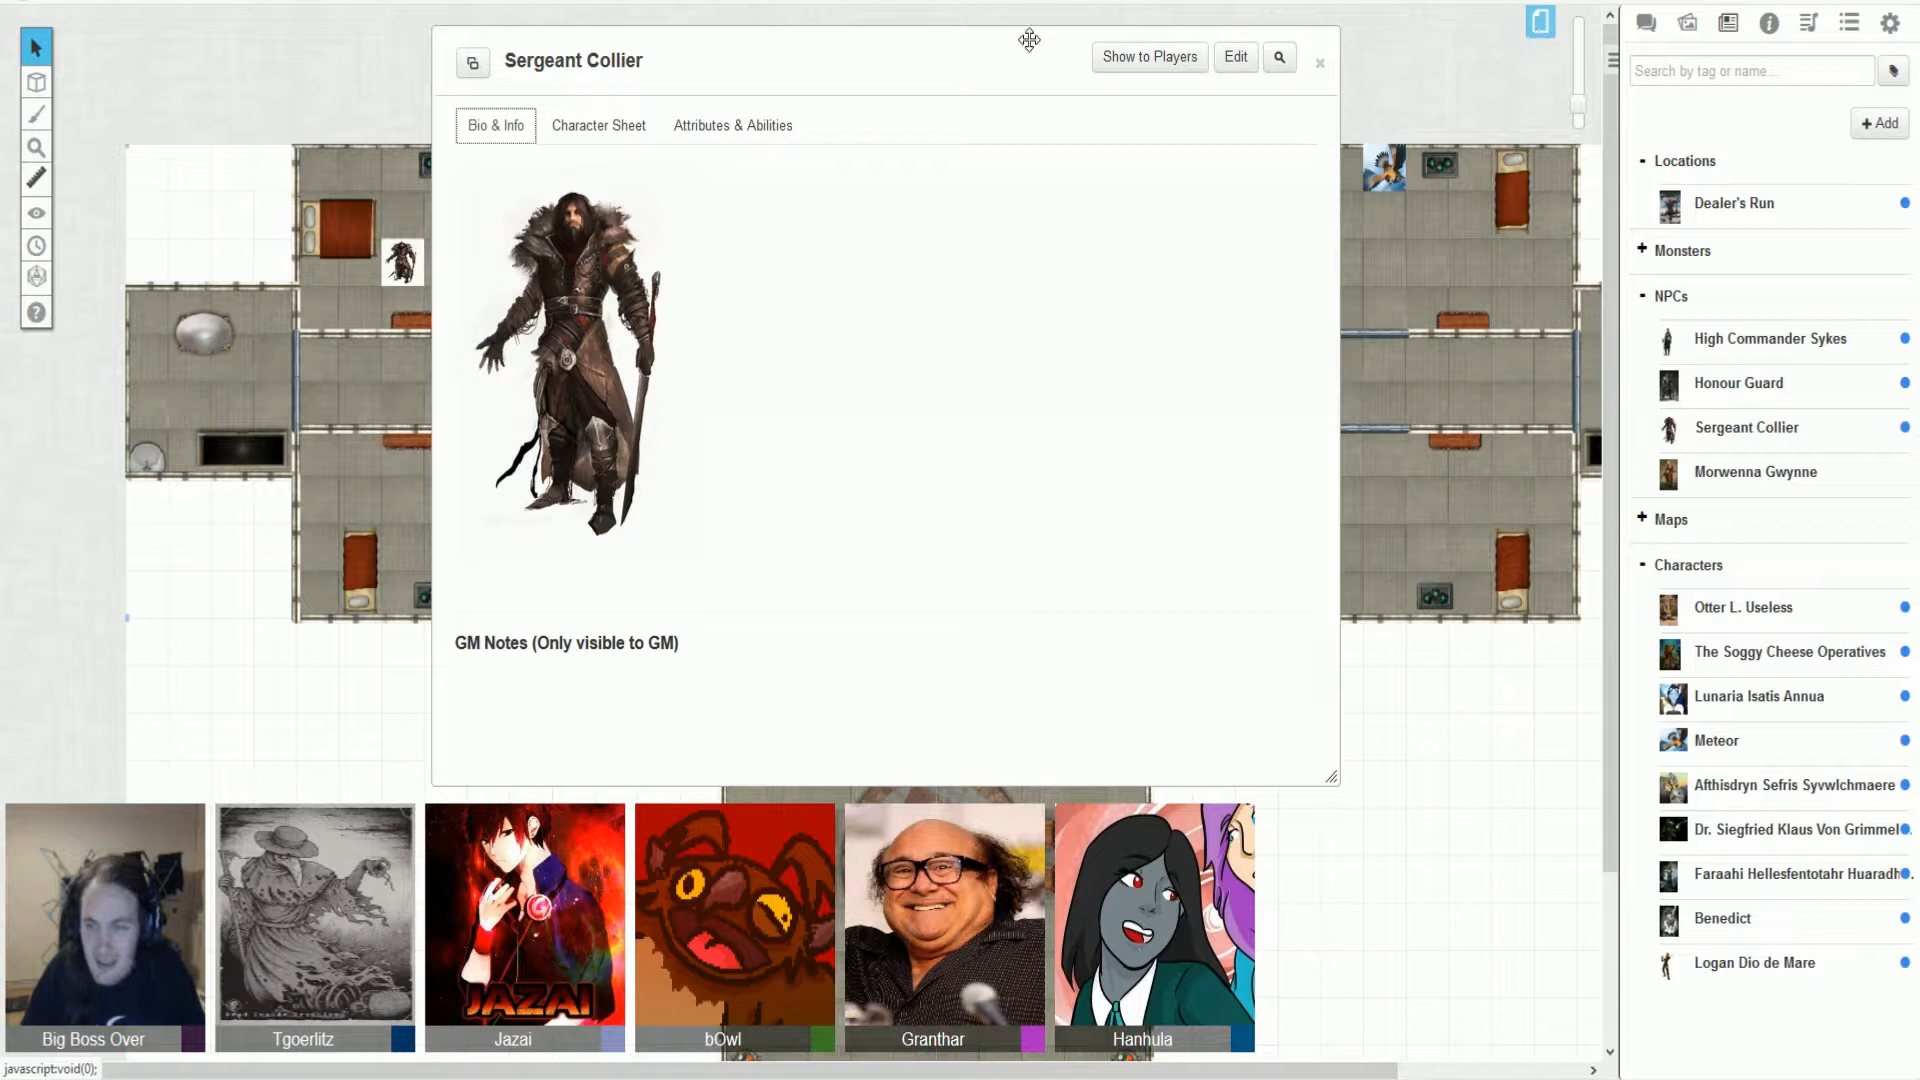 Sergeant Collier
Show to Players
Edit
Bio & Info
Character Sheet
Attributes & Abilities
GM Notes (Only visible to GM)
Search by tag or name...
+ Add
- Locations
Dealer's Run
+ Monsters
- NPCs
High Commander Sykes
Honour Guard
Sergeant Collier
Morwenna Gwynne
+ Maps
- Characters
Otter L. Useless
The Soggy Cheese Operatives
Lunaria Isatis Annua
Meteor
Afthisdryn Sefris Syvwlchmaere
Dr. Siegfried Klaus Von Grimmel
Faraahi Hellesfentotahr Huaradh
Benedict
Logan Dio de Mare
JAZAI
Big Boss Over
Tgoerlitz
Jazai
bOwl
Granthar
Hanhula
javascript:void(0);